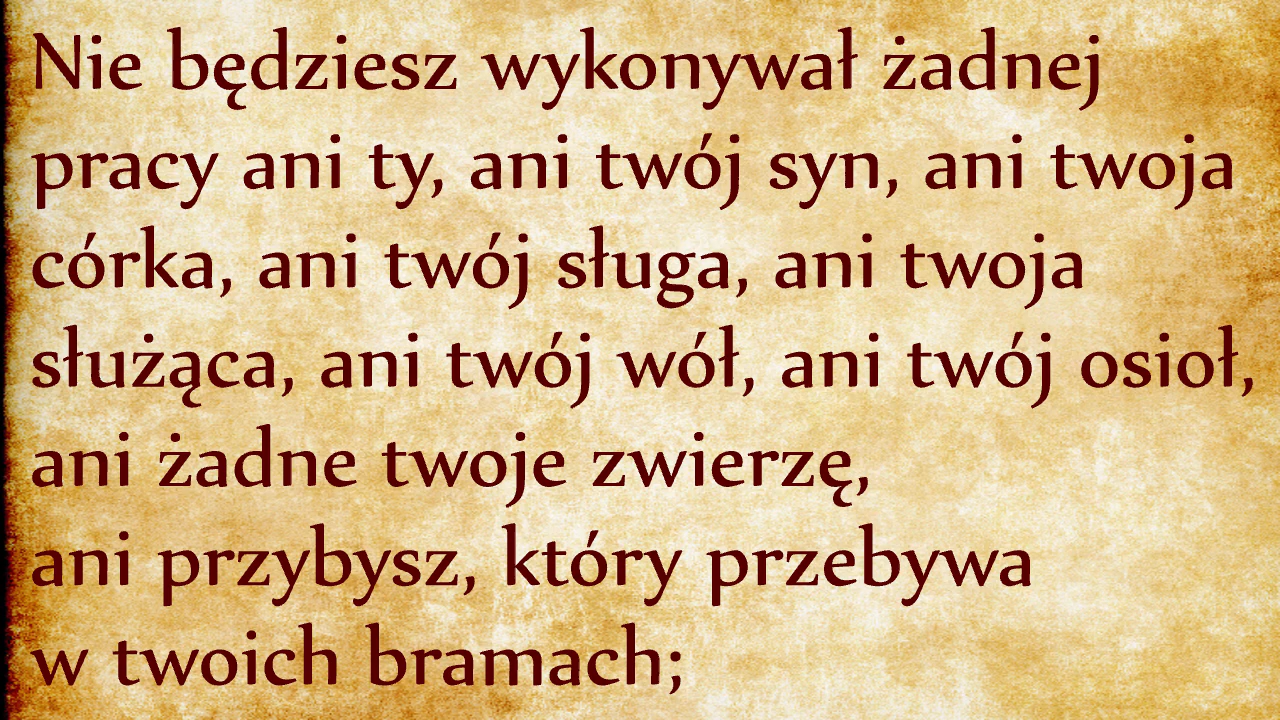 Nie będziesz wykonywał żadnej
pracy ani ty, ani twój syn, ani twoja
córka, ani twój sługa, ani twoja
służąca, ani twój wół, ani twój osioł,
ani żadne twoje zwierzę,
ani przybysz, który przebywa
w twoich bramach;